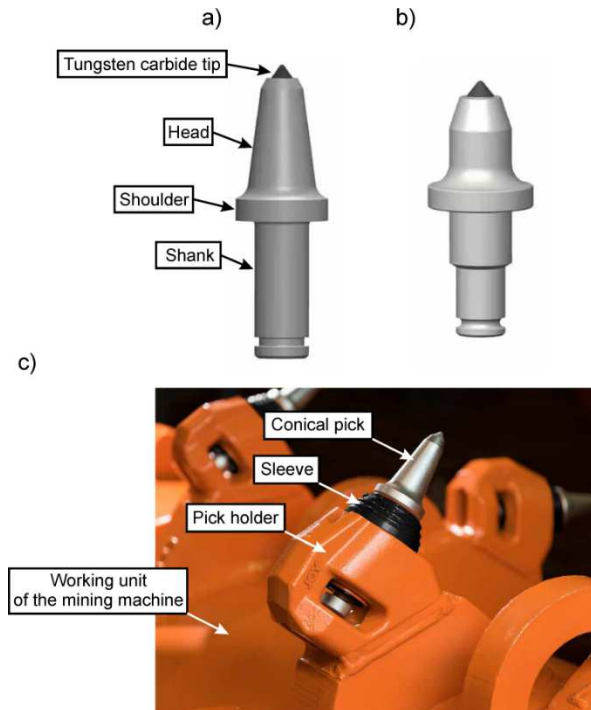 a)
b)
Tungsten carbide tip
Head
Shoulder
Shank
c)
Conical pick
Sleeve
Pick holder
Working unit
of the mining machine